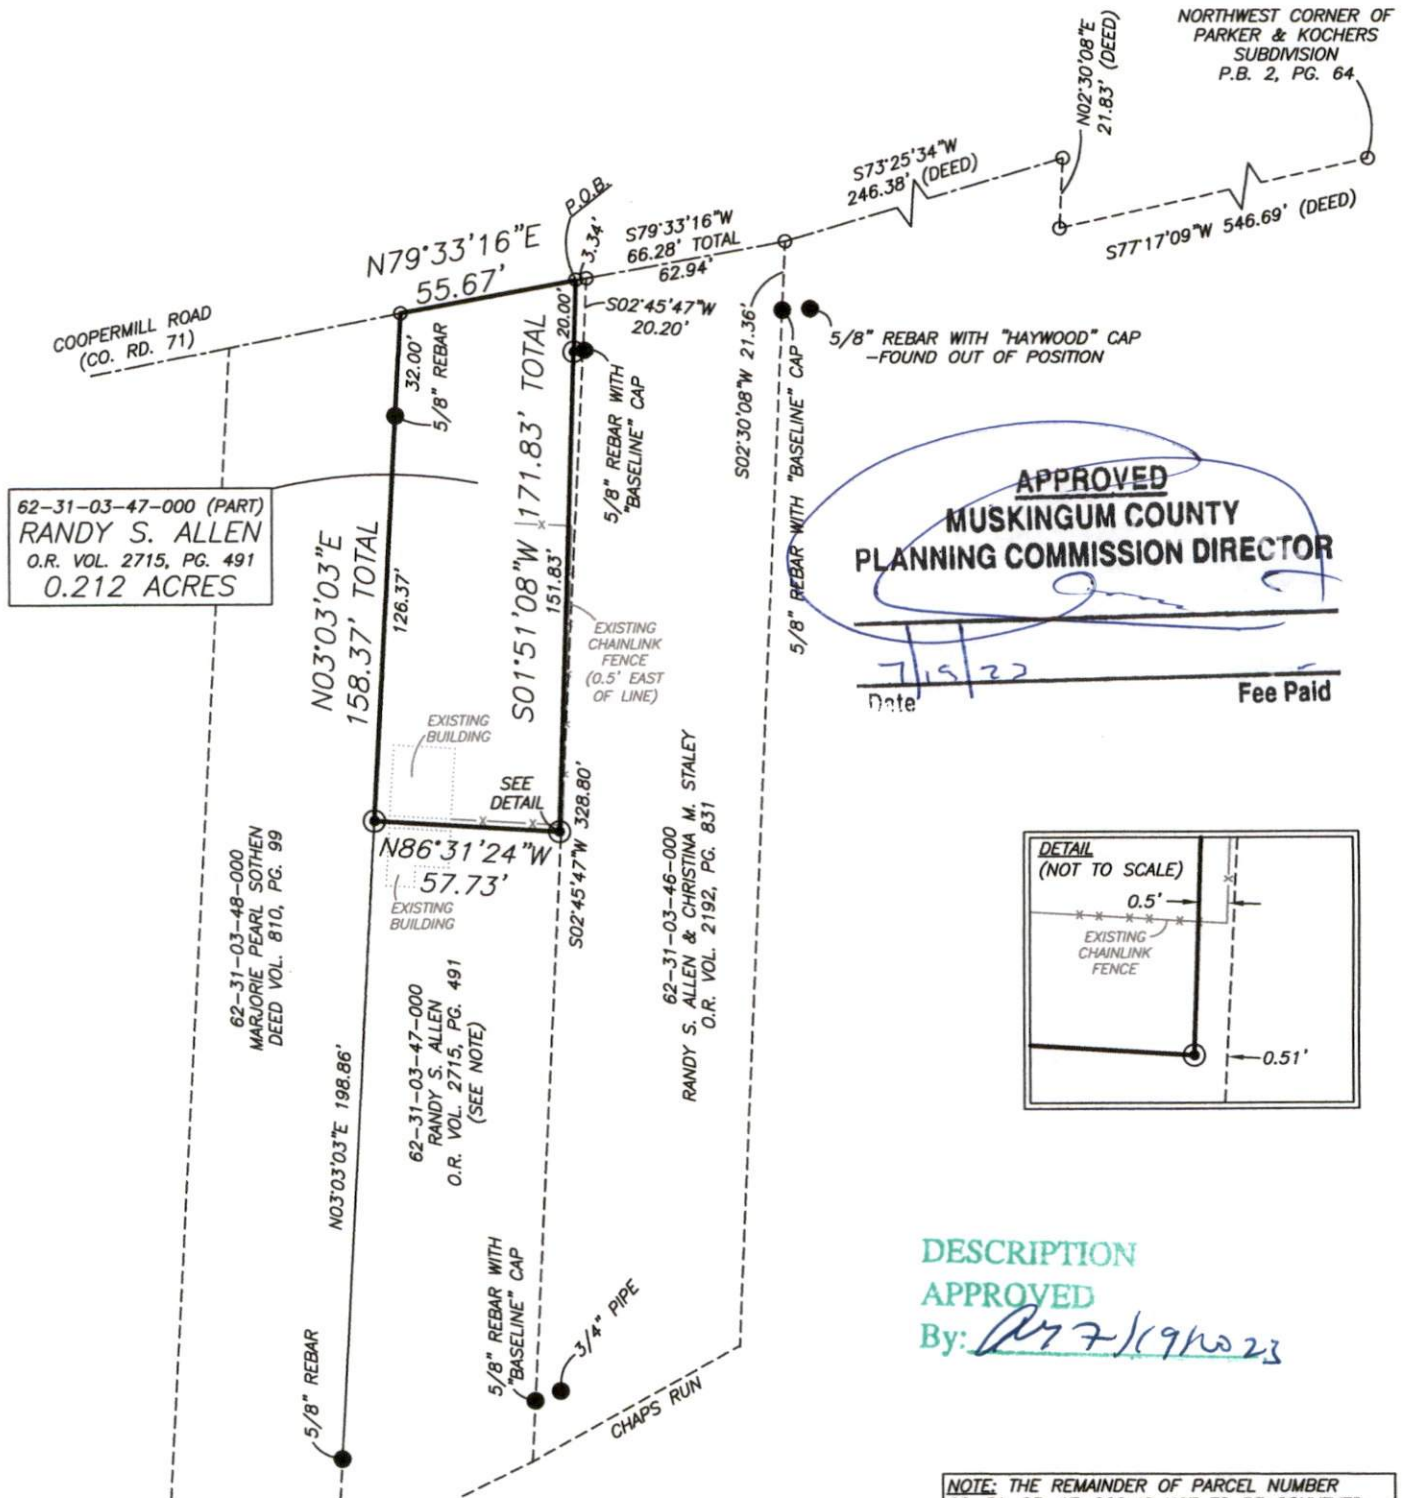 NORTHWEST CORNER OF
PARKER & KOCHERS
SUBDIVISION
P.B. 2, PG. 64
N02°30'08"E
21.83' (DEED)
S73°25'34"W
246.38' (DEED)
S77°17'09"W 546.69' (DEED)
P.O.B.
3.34'
S79°33'16"W
66.28' TOTAL
62.94'
N79°33'16"E
55.67'
COOPERMILL ROAD
(CO. RD. 71)
32.00'
5/8" REBAR
20.00'
S02°45'47"W
20.20'
5/8" REBAR WITH
"BASELINE" CAP
S02°30'08"W 21.36'
5/8" REBAR WITH "BASELINE" CAP
5/8" REBAR WITH "HAYWOOD" CAP
-FOUND OUT OF POSITION
62-31-03-47-000 (PART)
RANDY S. ALLEN
O.R. VOL. 2715, PG. 491
0.212 ACRES
N03°03'03"E
158.37' TOTAL
126.37'
S01°51'08"W 171.83' TOTAL
151.83'
EXISTING
CHAINLINK
FENCE
(0.5' EAST
OF LINE)
APPROVED
MUSKINGUM COUNTY
PLANNING COMMISSION DIRECTOR
Date
Fee Paid
EXISTING
BUILDING
SEE
DETAIL
N86°31'24"W
57.73'
EXISTING
BUILDING
S02°45'47"W 328.80'
62-31-03-48-000
MARJORIE PEARL SOTHEN
DEED VOL. 810, PG. 99
62-31-03-47-000
RANDY S. ALLEN
O.R. VOL. 2715, PG. 491
(SEE NOTE)
62-31-03-46-000
RANDY S. ALLEN & CHRISTINA M. STALEY
O.R. VOL. 2192, PG. 831
DETAIL
(NOT TO SCALE)
0.5'
EXISTING
CHAINLINK
FENCE
0.51'
N03°03'03"E 198.86'
5/8" REBAR
5/8" REBAR WITH
"BASELINE" CAP
3/4" PIPE
CHAPS RUN
DESCRIPTION
APPROVED
By:
NOTE: THE REMAINDER OF PARCEL NUMBER